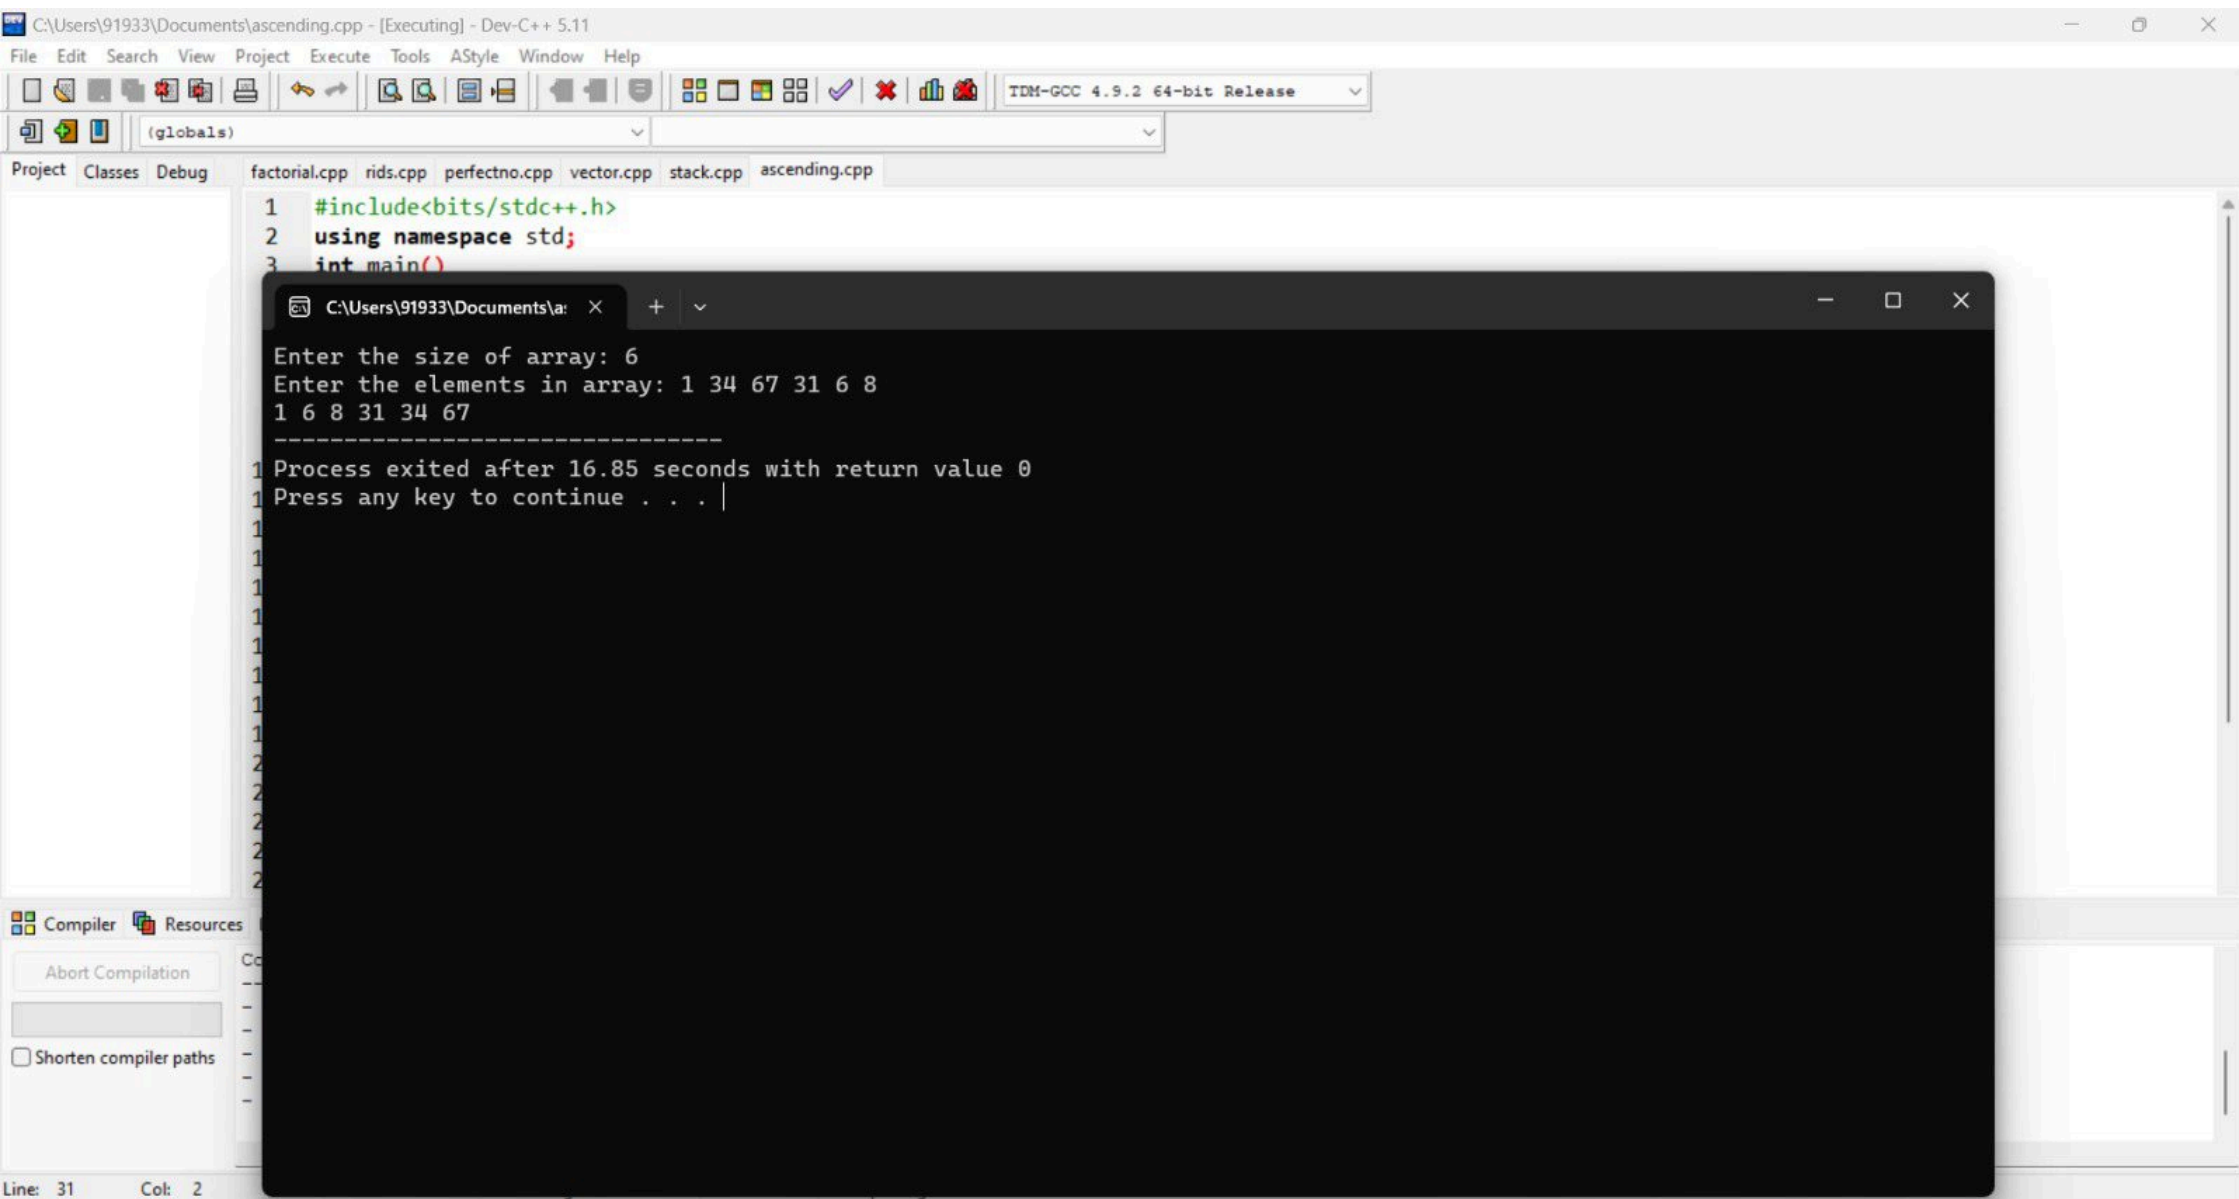 C:\Users\91933\Documents\ascending.cpp - [Executing] - Dev-C++ 5.11
File Edit Search View Project Execute Tools AStyle Window Help
TDM-GCC 4.9.2 64-bit Release
(globals)
Project Classes Debug factorial.cpp rids.cpp perfectno.cpp vector.cpp stack.cpp ascending.cpp
1 #include<bits/stdc++.h>
2 using namespace std;
3 int main()
C:\Users\91933\Documents\a
Enter the size of array: 6
Enter the elements in array: 1 34 67 31 6 8
1 6 8 31 34 67
--------------------------------
Process exited after 16.85 seconds with return value 0
Press any key to continue . . .
Compiler Resources
Abort Compilation
Shorten compiler paths
Line: 31 Col: 2